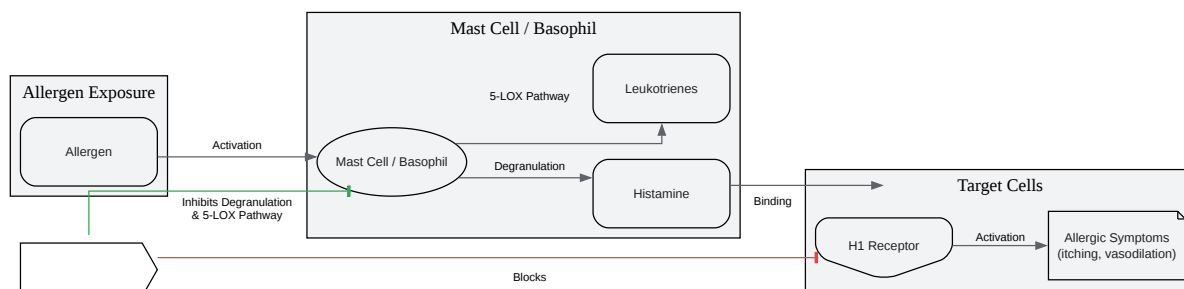 Mast Cell / Basophil
Allergen Exposure
Allergen
Activation
Mast Cell / Basophil
5-LOX Pathway
Leukotrienes
Degranulation
Histamine
Inhibits Degranulation
& 5-LOX Pathway
Binding
Target Cells
H1 Receptor
Activation
Allergic Symptoms
(itching, vasodilation)
Blocks